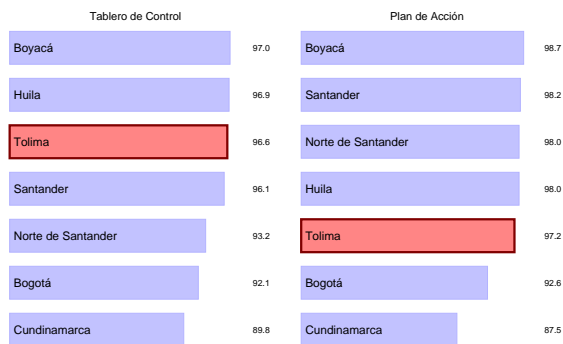 Tablero de Control
Boyacá 97.0
Huila 96.9
Tolima 96.6
Santander 96.1
Norte de Santander 93.2
Bogotá 92.1
Cundinamarca 89.8
Plan de Acción
Boyacá 98.7
Santander 98.2
Norte de Santander 98.0
Huila 98.0
Tolima 97.2
Bogotá 92.6
Cundinamarca 87.5